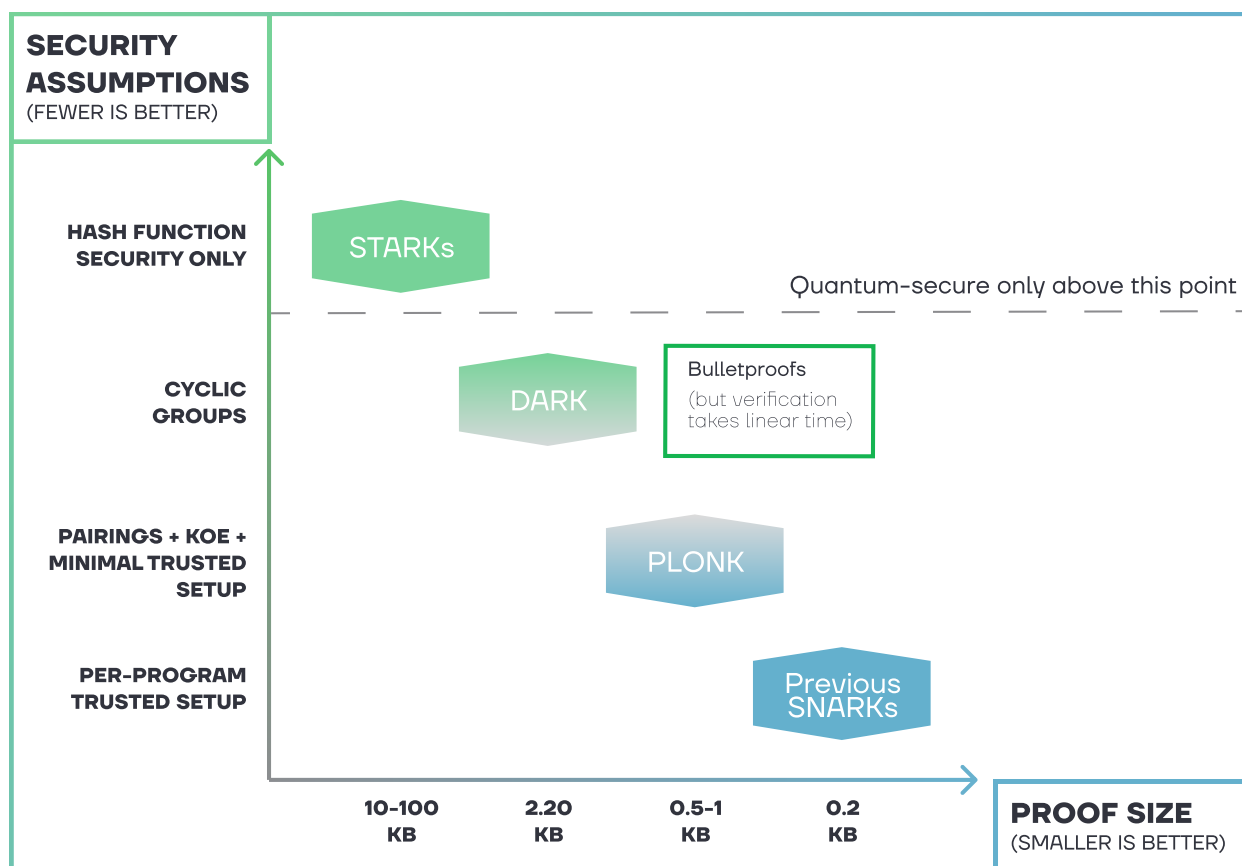 SECURITY
ASSUMPTIONS
(FEWER IS BETTER)
HASH FUNCTION
SECURITY ONLY
STARKs
Quantum-secure only above this point
CYCLIC
GROUPS
DARK
Bulletproofs
(but verification
takes linear time)
PAIRINGS + KOE +
MINIMAL TRUSTED
SETUP
PLONK
PER-PROGRAM
TRUSTED SETUP
Previous
SNARKs
10-100
KB
2.20
KB
0.5-1
KB
0.2
KB
PROOF SIZE
(SMALLER IS BETTER)